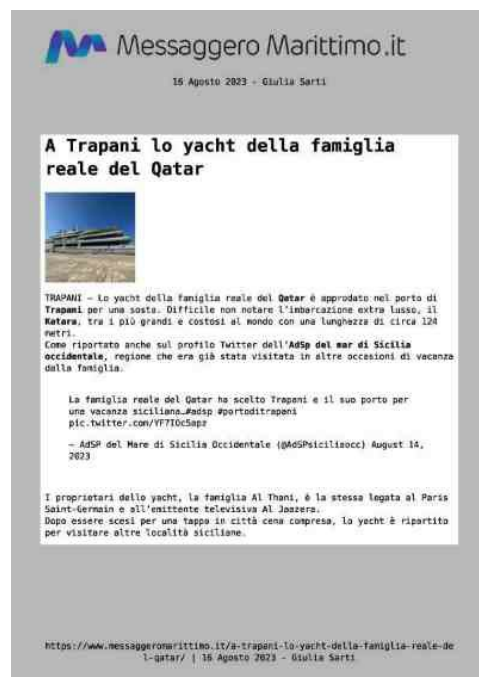 Messaggero Marittimo.it
16 Agosto 2023 - Giulia Sarti
A Trapani lo yacht della famiglia
reale del Qatar
TRAPANI – Lo yacht della famiglia reale del Qatar è approdato nel porto di
Trapani per una sosta. Difficile non notare l'imbarcazione extra lusso, il
Katara, tra i più grandi e costosi al mondo con una lunghezza di circa 124
metri.
Come riportato anche sul profilo Twitter dell'AdSp del mar di Sicilia
occidentale, regione che era già stata visitata in altre occasioni di vacanza
dalla famiglia.
La famiglia reale del Qatar ha scelto Trapani e il suo porto per
una vacanza siciliana…#adsp #portoditrapani
— AdSP del Mare di Sicilia Occidentale (@AdSPsiciliaocc) August 14,
2023
I proprietari dello yacht, la famiglia Al Thani, è la stessa legata al Paris
Saint-Germain e all'emittente televisiva Al Jaazera.
Dopo essere scesi per una tappa in città cena compresa, lo yacht è ripartito
per visitare altre località siciliane.
https://www.messaggeromarittimo.it/a-trapani-lo-yacht-della-famiglia-reale-de
l-qatar/ | 16 Agosto 2023 - Giulia Sarti